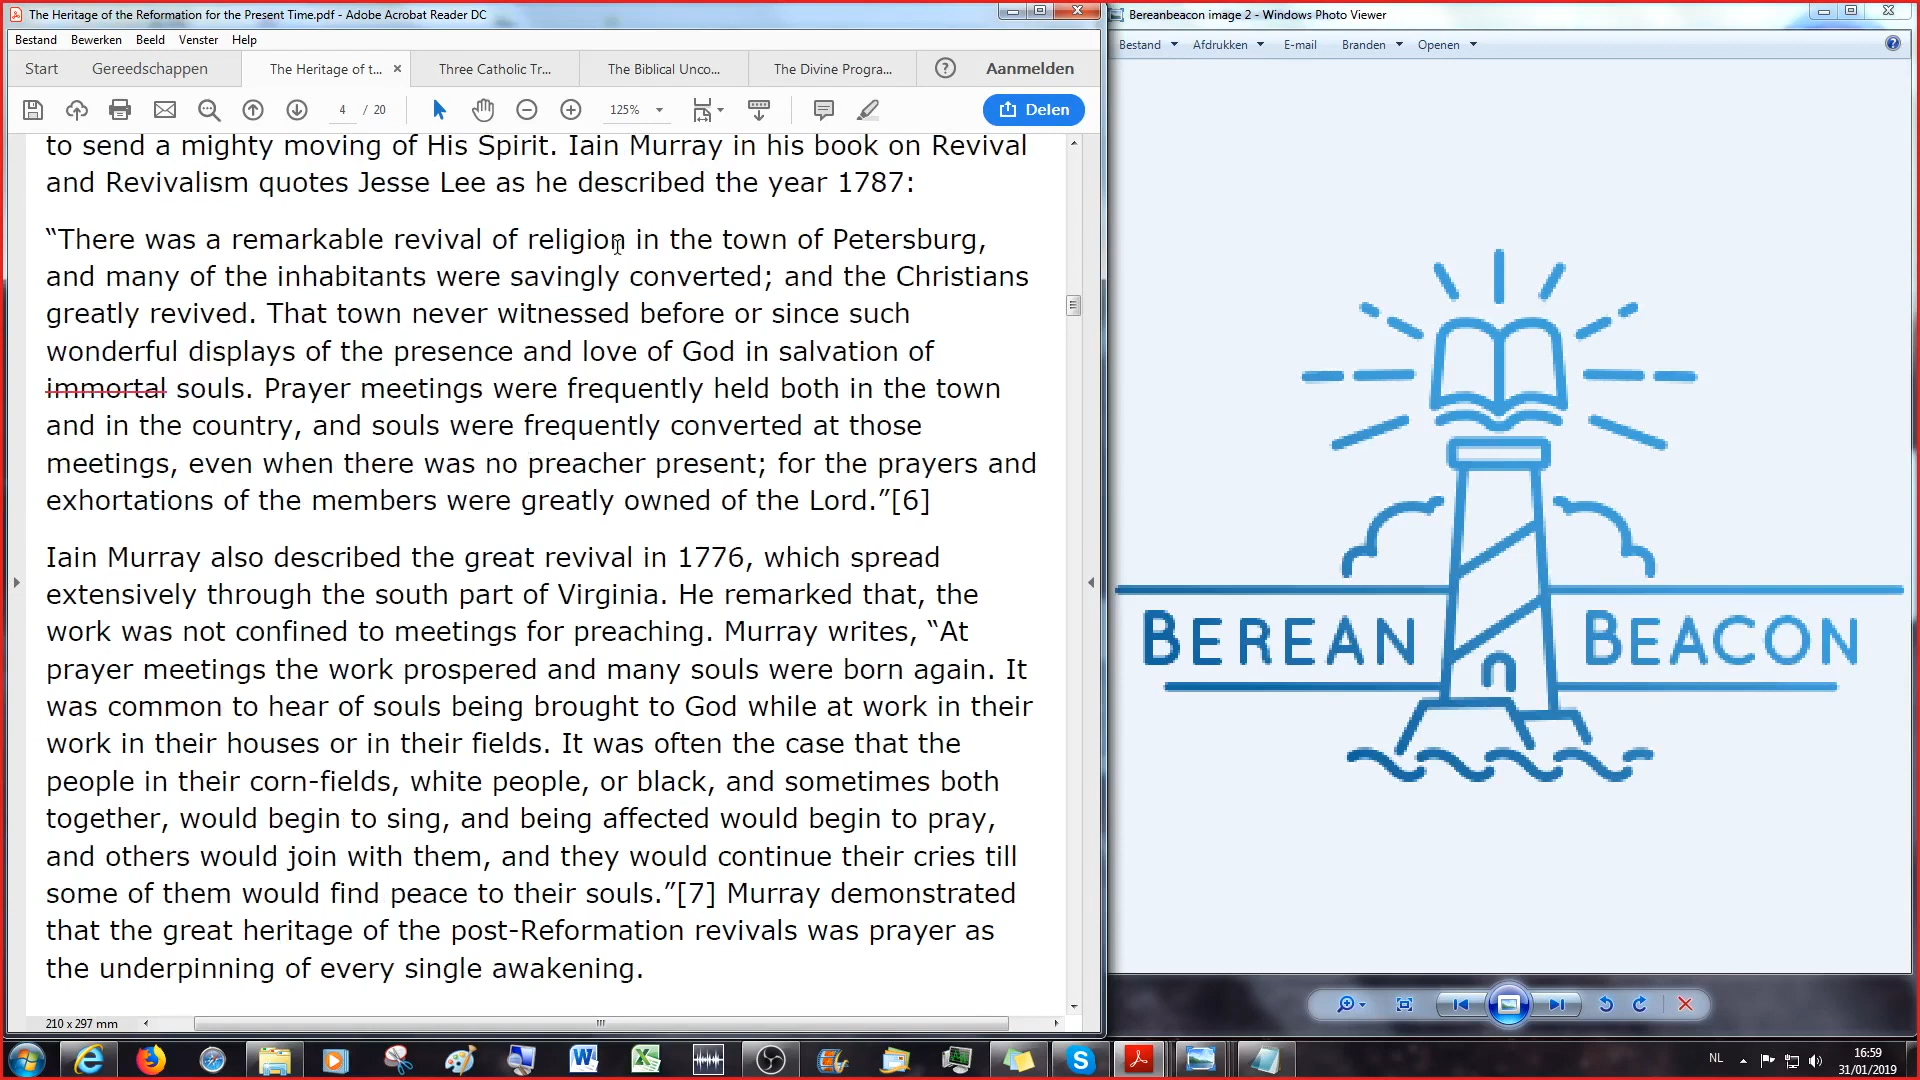 The Heritage of the Reformation for the Present Time.pdf - Adobe Acrobat Reader DC
Bestand Bewerken Beeld Venster Help
Start Gereedschappen The Heritage of t... × Three Catholic Tr... The Biblical Unco... The Divine Progra... ? Aanmelden
4 / 20 125% Delen
to send a mighty moving of His Spirit. Iain Murray in his book on Revival
and Revivalism quotes Jesse Lee as he described the year 1787:
“There was a remarkable revival of religion in the town of Petersburg,
and many of the inhabitants were savingly converted; and the Christians
greatly revived. That town never witnessed before or since such
wonderful displays of the presence and love of God in salvation of
immortal souls. Prayer meetings were frequently held both in the town
and in the country, and souls were frequently converted at those
meetings, even when there was no preacher present; for the prayers and
exhortations of the members were greatly owned of the Lord.”[6]
Iain Murray also described the great revival in 1776, which spread
extensively through the south part of Virginia. He remarked that, the
work was not confined to meetings for preaching. Murray writes, “At
prayer meetings the work prospered and many souls were born again. It
was common to hear of souls being brought to God while at work in their
work in their houses or in their fields. It was often the case that the
people in their corn-fields, white people, or black, and sometimes both
together, would begin to sing, and being affected would begin to pray,
and others would join with them, and they would continue their cries till
some of them would find peace to their souls.”[7] Murray demonstrated
that the great heritage of the post-Reformation revivals was prayer as
the underpinning of every single awakening.
210 x 297 mm
Bereanbeacon image 2 - Windows Photo Viewer
Bestand Afdrukken E-mail Branden Openen
BEREAN BEACON
NL
16:59
31/01/2019